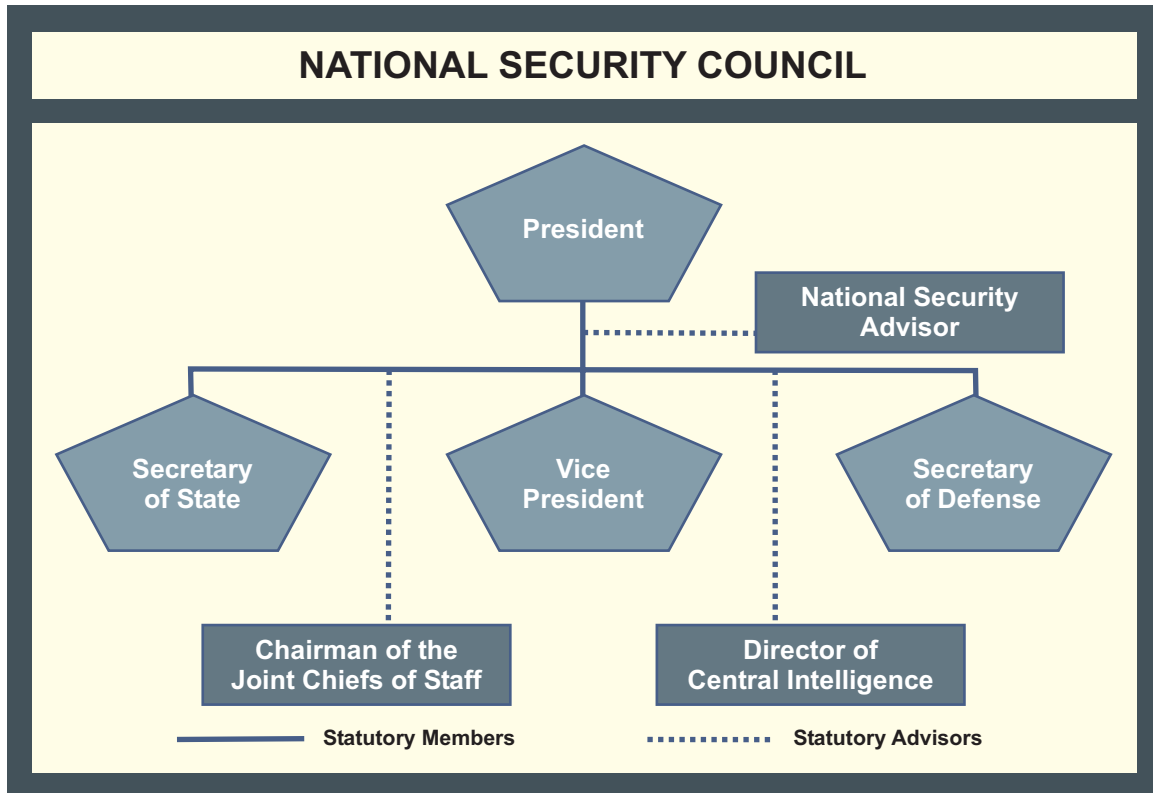 NATIONAL SECURITY COUNCIL
President
National Security
Advisor
Secretary
of State
Vice
President
Secretary
of Defense
Chairman of the
Joint Chiefs of Staff
Director of
Central Intelligence
Statutory Members
Statutory Advisors